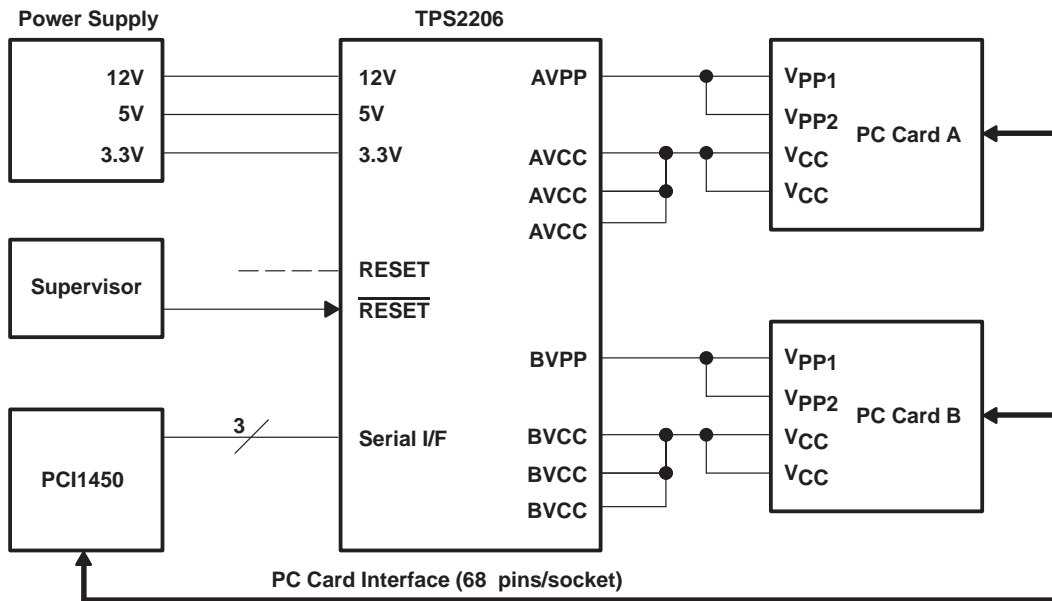 Power Supply
12V
5V
3.3V
Supervisor
PCI1450
3
TPS2206
12V
5V
3.3V
RESET
RESET
Serial I/F
AVPP
AVCC
AVCC
AVCC
BVPP
BVCC
BVCC
BVCC
VPP1
VPP2
VCC
VCC
PC Card A
VPP1
VPP2
VCC
VCC
PC Card B
PC Card Interface (68 pins/socket)